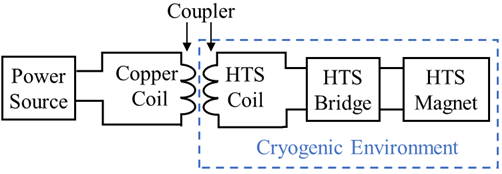 Coupler
Power
Source
Copper
Coil
HTS
Coil
HTS
Bridge
HTS
Magnet
Cryogenic Environment